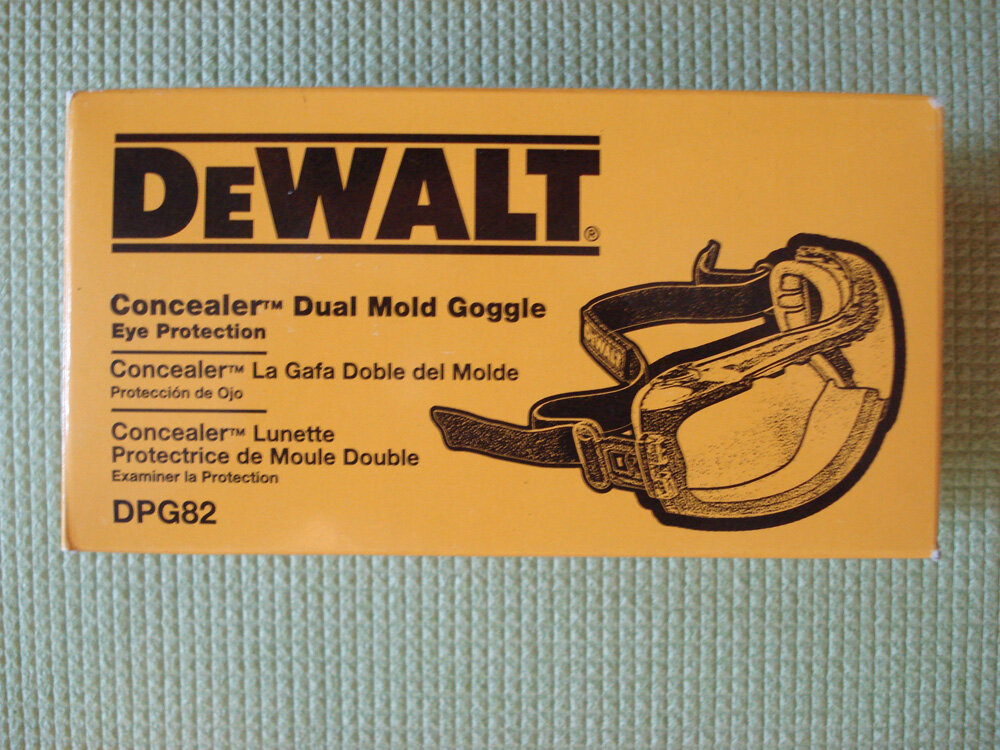 DEWALT®
Concealer™ Dual Mold Goggle
Eye Protection
Concealer™ La Gafa Doble del Molde
Protección de Ojo
Concealer™ Lunette
Protectrice de Moule Double
Examiner la Protection
DPG82